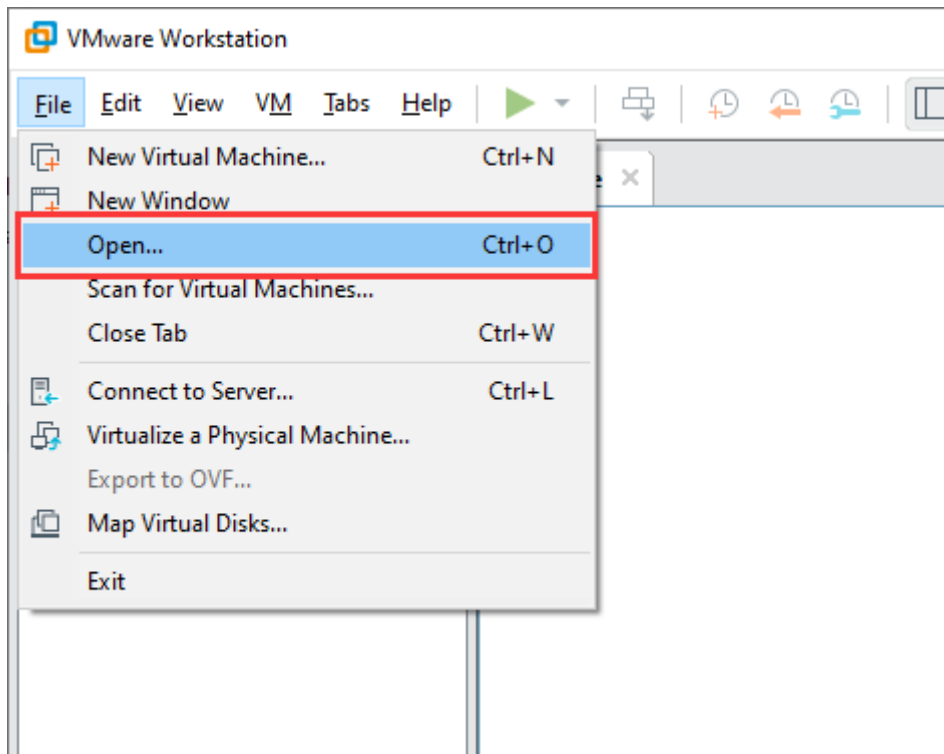 VMware Workstation
File Edit View VM Tabs Help
New Virtual Machine... Ctrl+N
New Window
Open... Ctrl+O
Scan for Virtual Machines...
Close Tab Ctrl+W
Connect to Server... Ctrl+L
Virtualize a Physical Machine...
Export to OVF...
Map Virtual Disks...
Exit